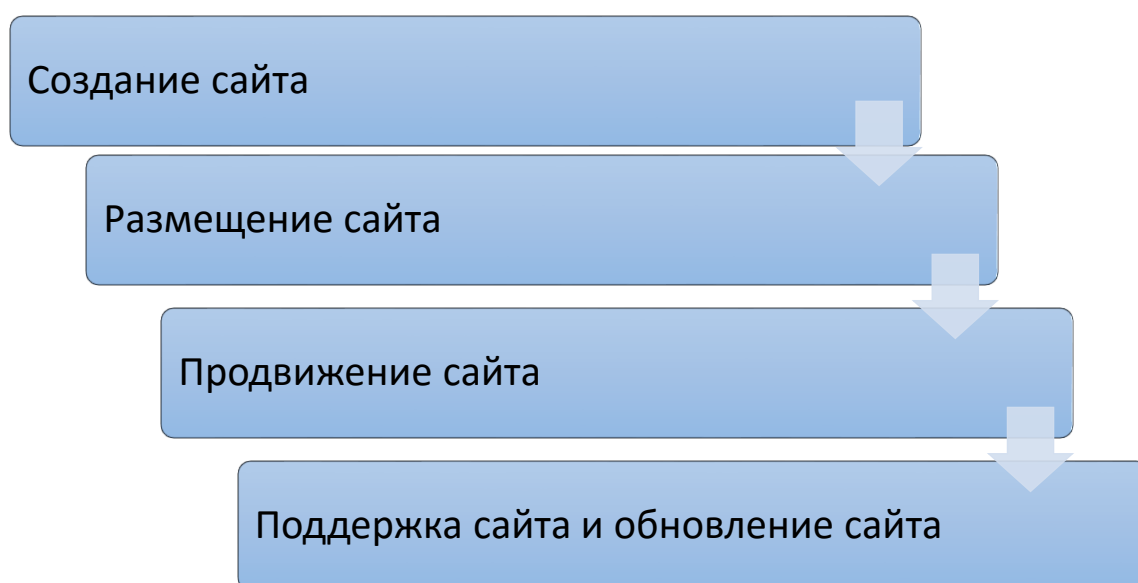 Создание сайта
Размещение сайта
Продвижение сайта
Поддержка сайта и обновление сайта